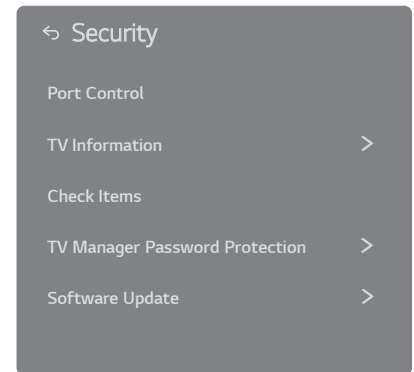 Security
Port Control
TV Information
Check Items
TV Manager Password Protection
Software Update